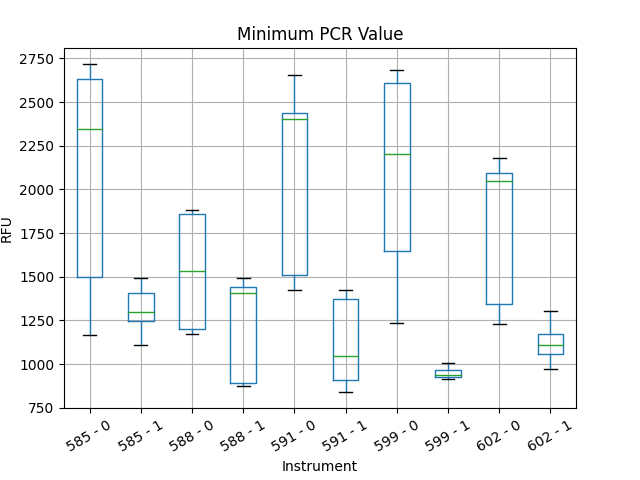 Minimum PCR Value
RFU
2750
2500
2250
2000
1750
1500
1250
1000
750
585 - 0
585 - 1
588 - 0
588 - 1
591 - 0
591 - 1
599 - 0
599 - 1
602 - 0
602 - 1
Instrument